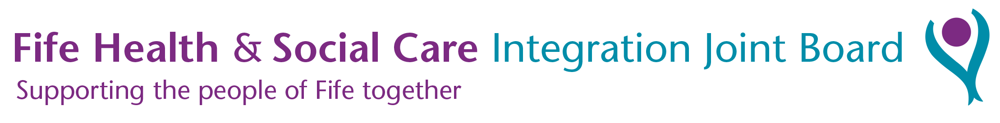 Fife Health & Social Care Integration Joint Board
Supporting the people of Fife together